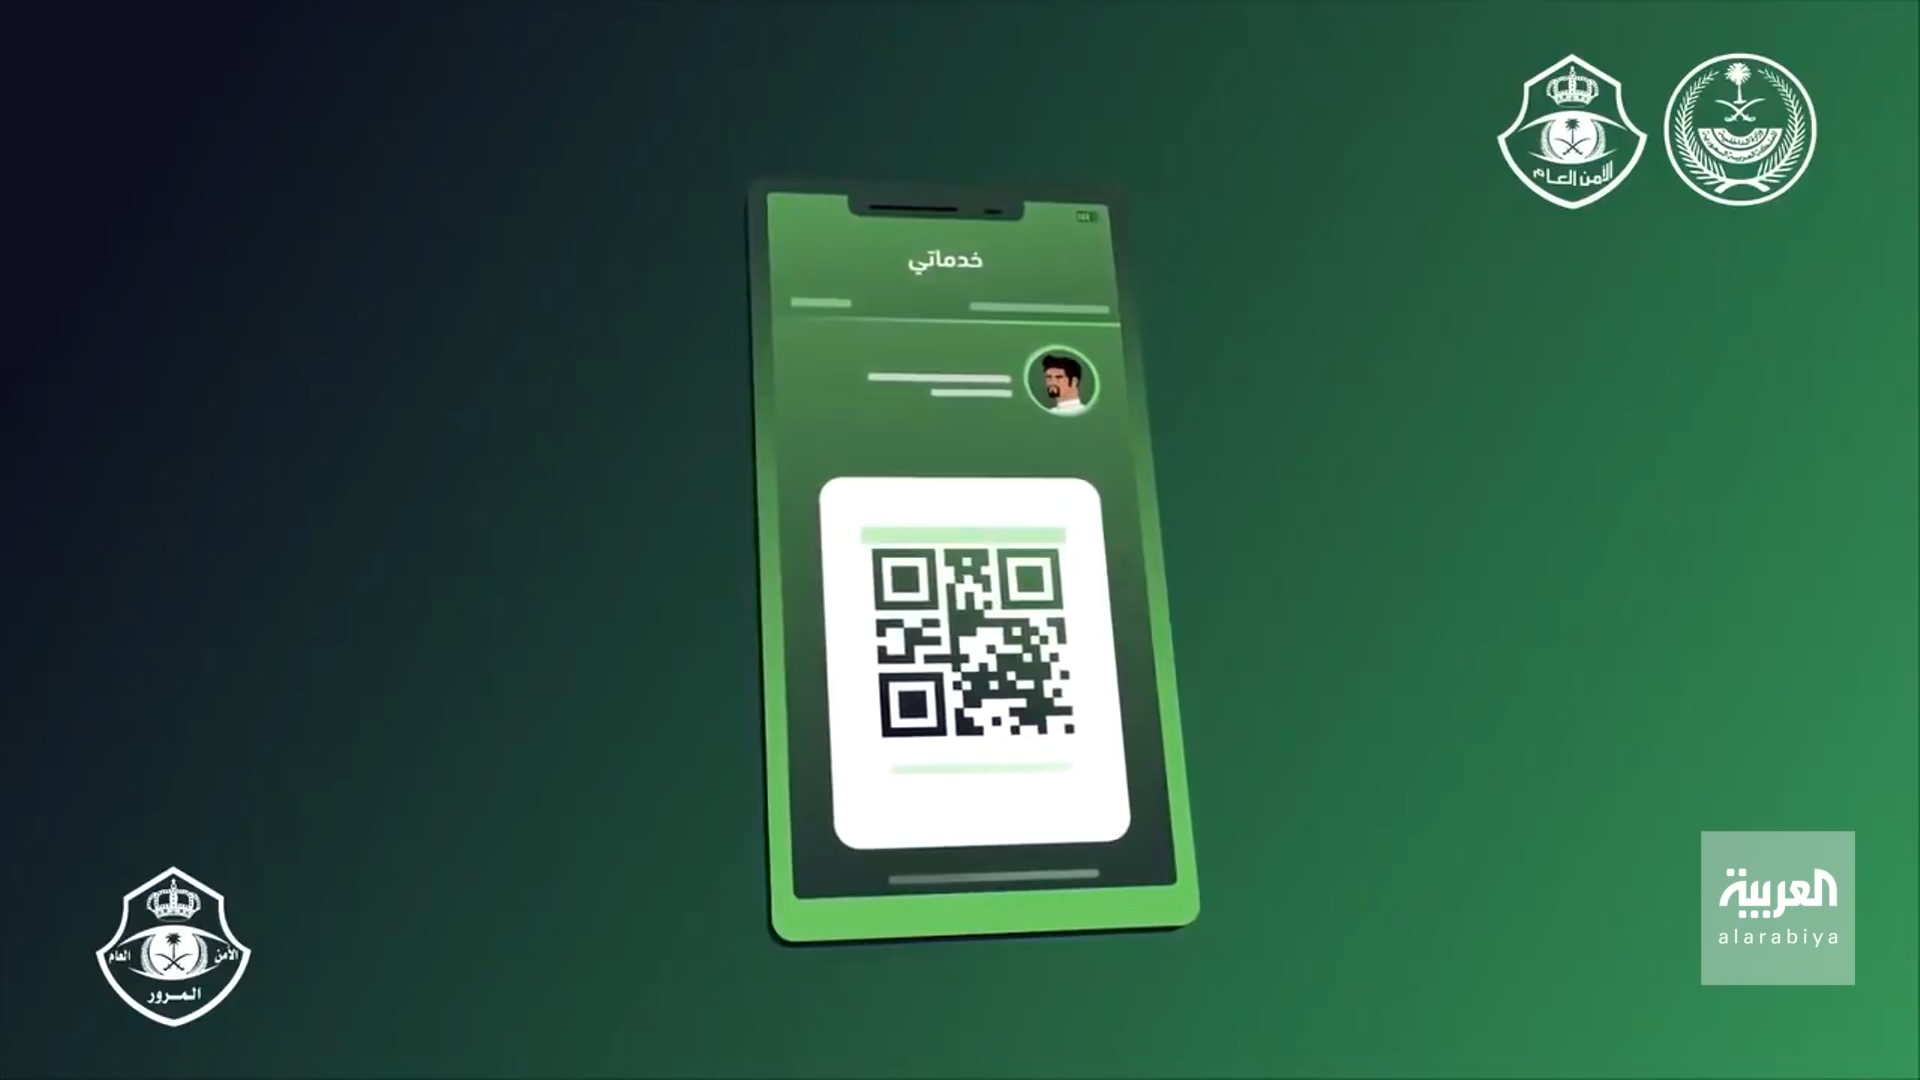 الأمن العام
خدماتي
العربية
alarabiya
الأمن العام
المرور